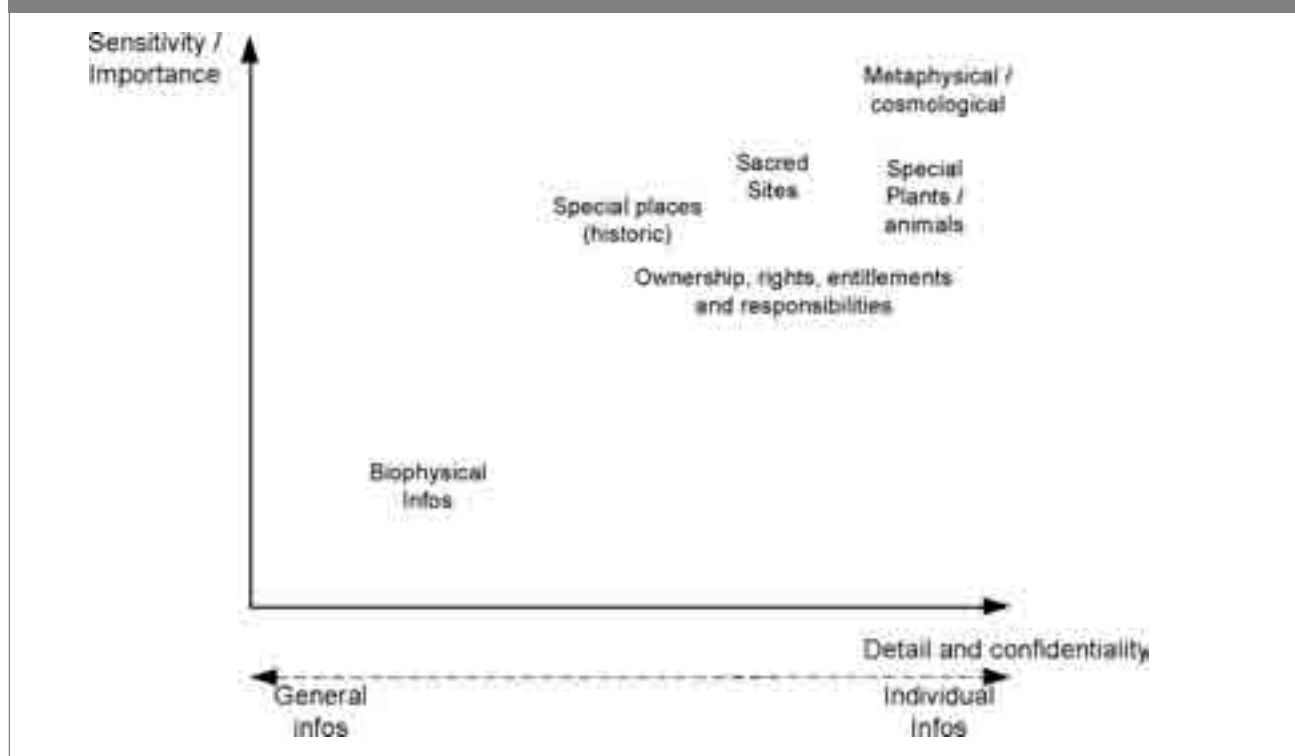 Sensitivity /
Importance
Metaphysical /
cosmological
Sacred
Sites
Special
Plants /
animals
Special places
(historic)
Ownership, rights, entitlements
and responsibilities
Biophysical
Infos
Detail and confidentiality
General
infos
Individual
Infos